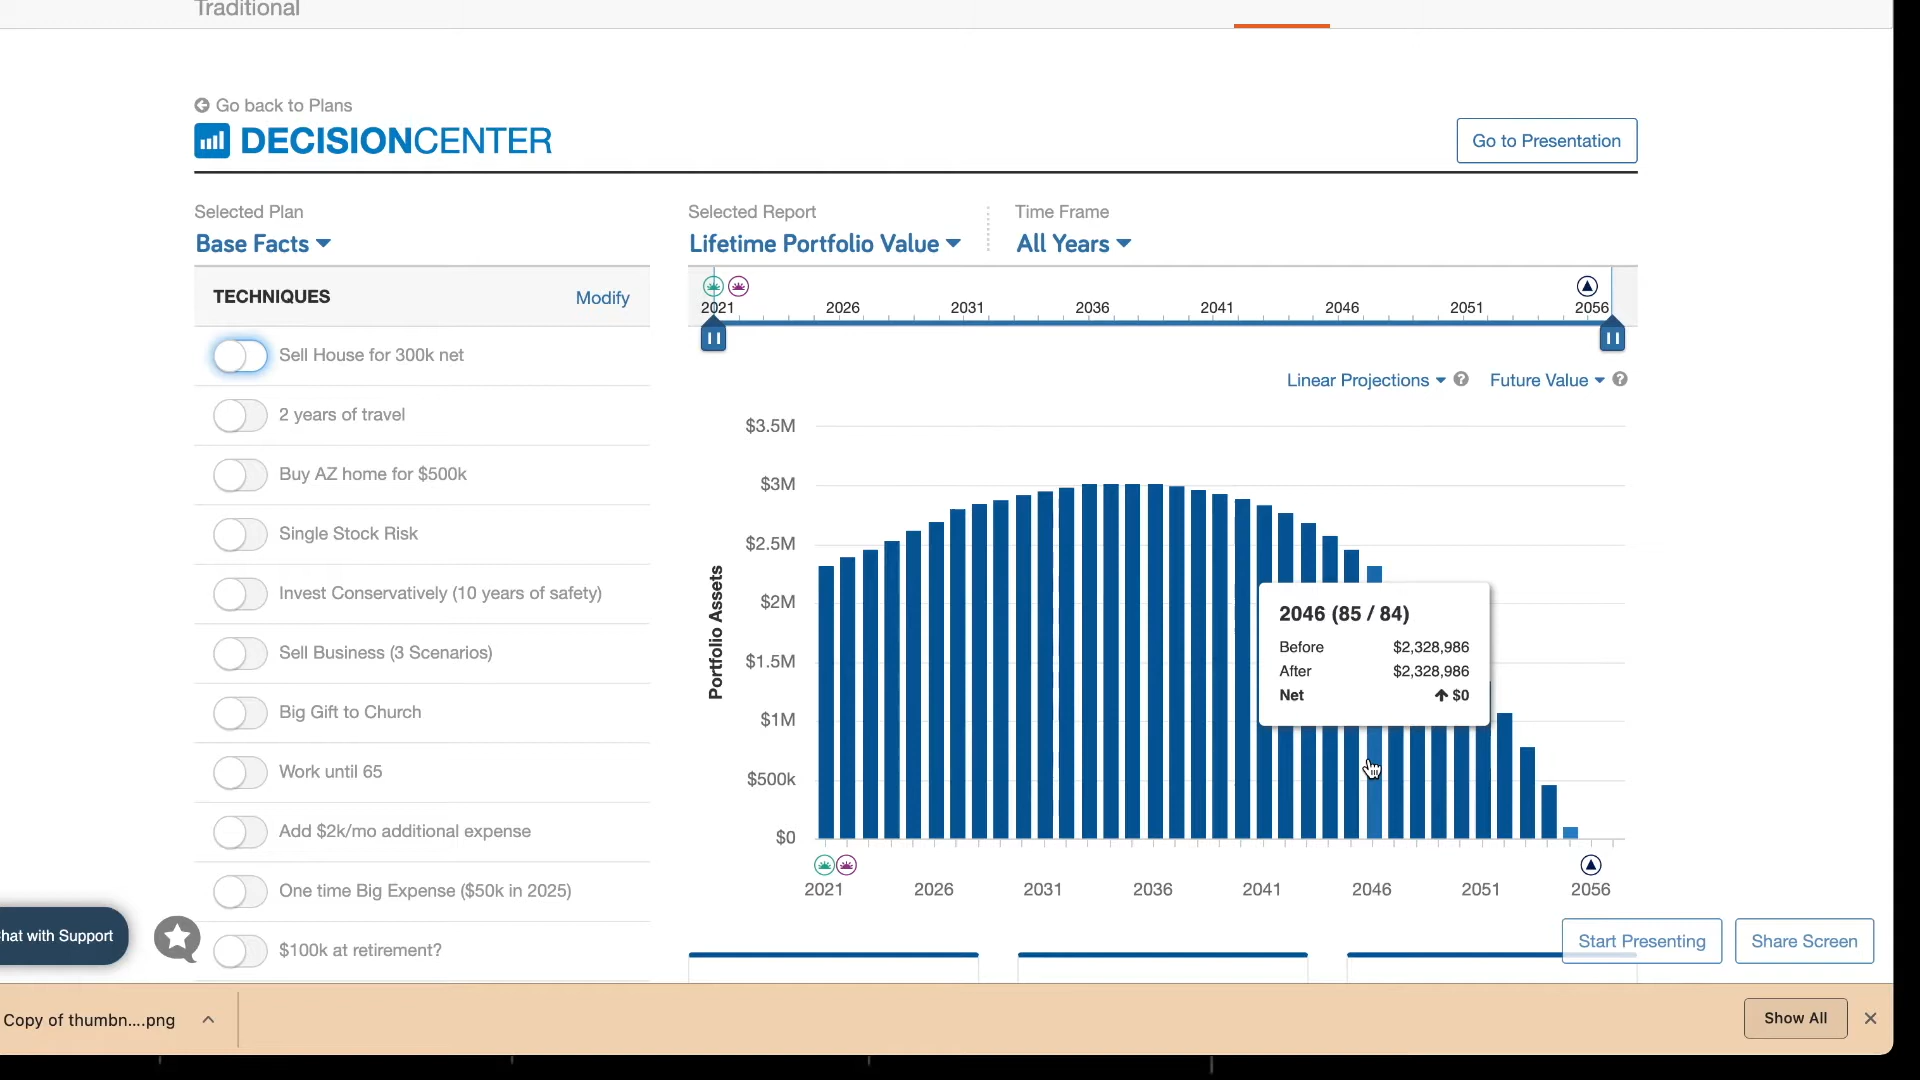 Traditional
Go back to Plans
DECISIONCENTER
Go to Presentation
Selected Plan
Base Facts
Selected Report
Lifetime Portfolio Value
Time Frame
All Years
TECHNIQUES
Modify
2021 2026 2031 2036 2041 2046 2051 2056
Sell House for 300k net
2 years of travel
Buy AZ home for $500k
Single Stock Risk
Invest Conservatively (10 years of safety)
Sell Business (3 Scenarios)
Big Gift to Church
Work until 65
Add $2k/mo additional expense
One time Big Expense ($50k in 2025)
$100k at retirement?
Linear Projections ? Future Value ?
Portfolio Assets
$3.5M
$3M
$2.5M
$2M
$1.5M
$1M
$500k
$0
2046 (85 / 84)
Before $2,328,986
After $2,328,986
Net $0
2021 2026 2031 2036 2041 2046 2051 2056
hat with Support
Start Presenting
Share Screen
Copy of thumbn....png
Show All